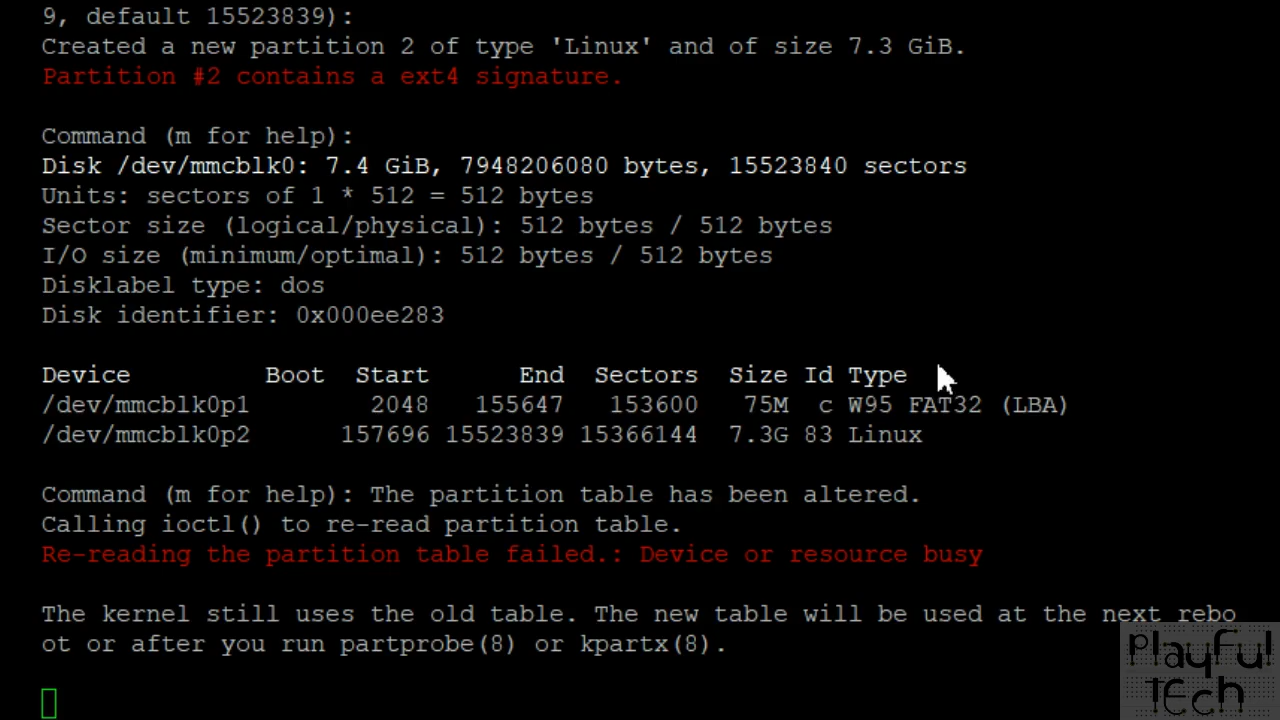 9, default 15523839):
Created a new partition 2 of type 'Linux' and of size 7.3 GiB.
Partition #2 contains a ext4 signature.
Command (m for help):
Disk /dev/mmcblk0: 7.4 GiB, 7948206080 bytes, 15523840 sectors
Units: sectors of 1 * 512 = 512 bytes
Sector size (logical/physical): 512 bytes / 512 bytes
I/O size (minimum/optimal): 512 bytes / 512 bytes
Disklabel type: dos
Disk identifier: 0x000ee283
Device Boot Start End Sectors Size Id Type
/dev/mmcblk0p1 2048 155647 153600 75M c W95 FAT32 (LBA)
/dev/mmcblk0p2 157696 15523839 15366144 7.3G 83 Linux
Command (m for help): The partition table has been altered.
Calling ioctl() to re-read partition table.
Re-reading the partition table failed.: Device or resource busy
The kernel still uses the old table. The new table will be used at the next rebo
ot or after you run partprobe(8) or kpartx(8).
Playful
tEch